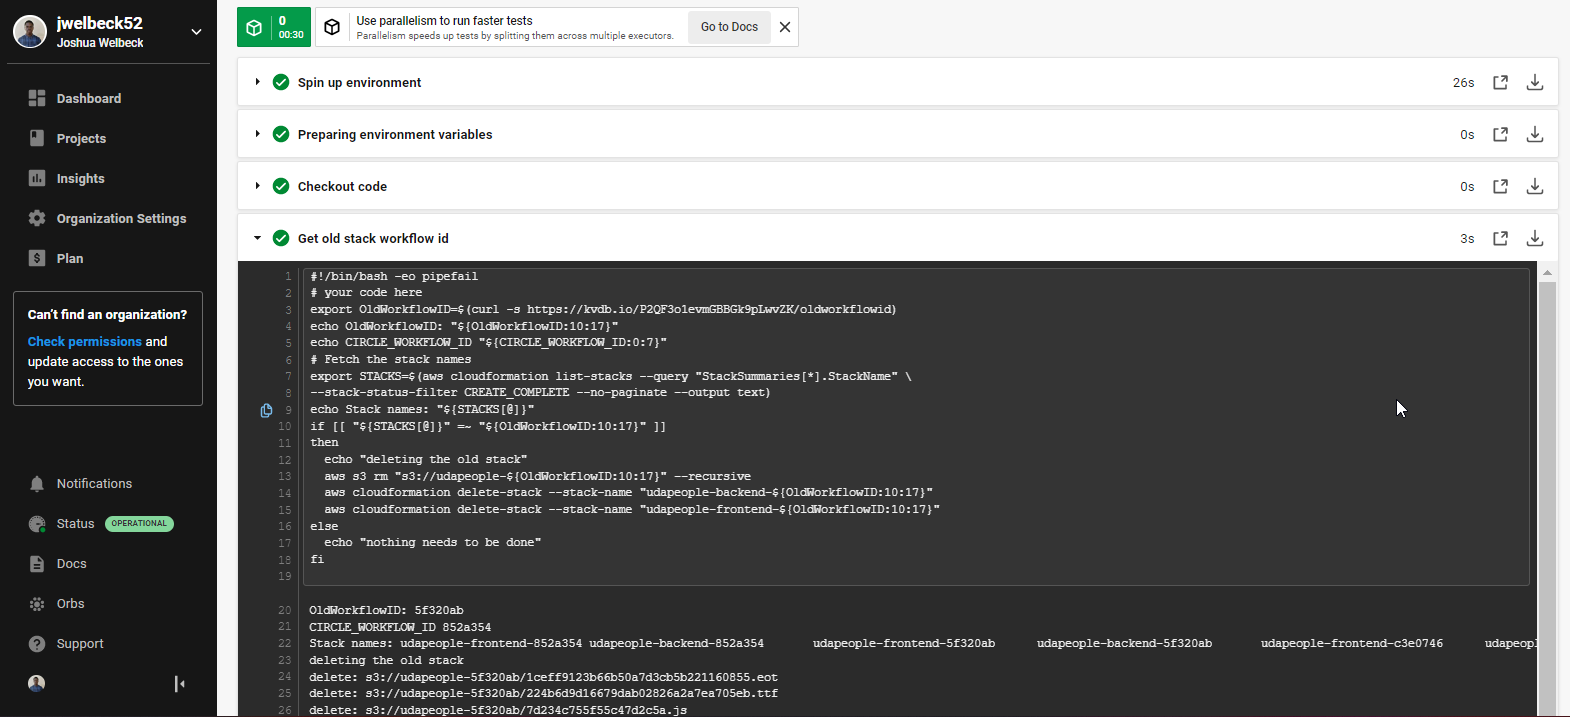 jwelbeck52
Joshua Welbeck
Dashboard
Projects
Insights
Organization Settings
Plan
Can't find an organization?
Check permissions and
update access to the ones
you want.
Notifications
Status OPERATIONAL
Docs
Orbs
Support
0
00:30
Use parallelism to run faster tests
Parallelism speeds up tests by splitting them across multiple executors.
Go to Docs
Spin up environment 26s
Preparing environment variables 0s
Checkout code 0s
Get old stack workflow id 3s
1 #!/bin/bash -eo pipefail
2 # your code here
3 export OldWorkflowID=$(curl -s https://kvdb.io/P2QF3o1evmGBBGk9pLwvZK/oldworkflowid)
4 echo OldWorkflowID: "${OldWorkflowID:10:17}"
5 echo CIRCLE_WORKFLOW_ID "${CIRCLE_WORKFLOW_ID:0:7}"
6 # Fetch the stack names
7 export STACKS=$(aws cloudformation list-stacks --query "StackSummaries[*].StackName" \
8 --stack-status-filter CREATE_COMPLETE --no-paginate --output text)
9 echo Stack names: "${STACKS[@]}"
10 if [[ "${STACKS[@]}" =~ "${OldWorkflowID:10:17}" ]]
11 then
12 echo "deleting the old stack"
13 aws s3 rm "s3://udapeople-${OldWorkflowID:10:17}" --recursive
14 aws cloudformation delete-stack --stack-name "udapeople-backend-${OldWorkflowID:10:17}"
15 aws cloudformation delete-stack --stack-name "udapeople-frontend-${OldWorkflowID:10:17}"
16 else
17 echo "nothing needs to be done"
18 fi
19
20 OldWorkflowID: 5f320ab
21 CIRCLE_WORKFLOW_ID 852a354
22 Stack names: udapeople-frontend-852a354 udapeople-backend-852a354 udapeople-frontend-5f320ab udapeople-backend-5f320ab udapeople-frontend-c3e0746 udapeopl
23 deleting the old stack
24 delete: s3://udapeople-5f320ab/1ceff9123b66b50a7d3cb5b221160855.eot
25 delete: s3://udapeople-5f320ab/224b6d9d16679dab02826a2a7ea705eb.ttf
26 delete: s3://udapeople-5f320ab/7d234c755f55c47d2c5a.js